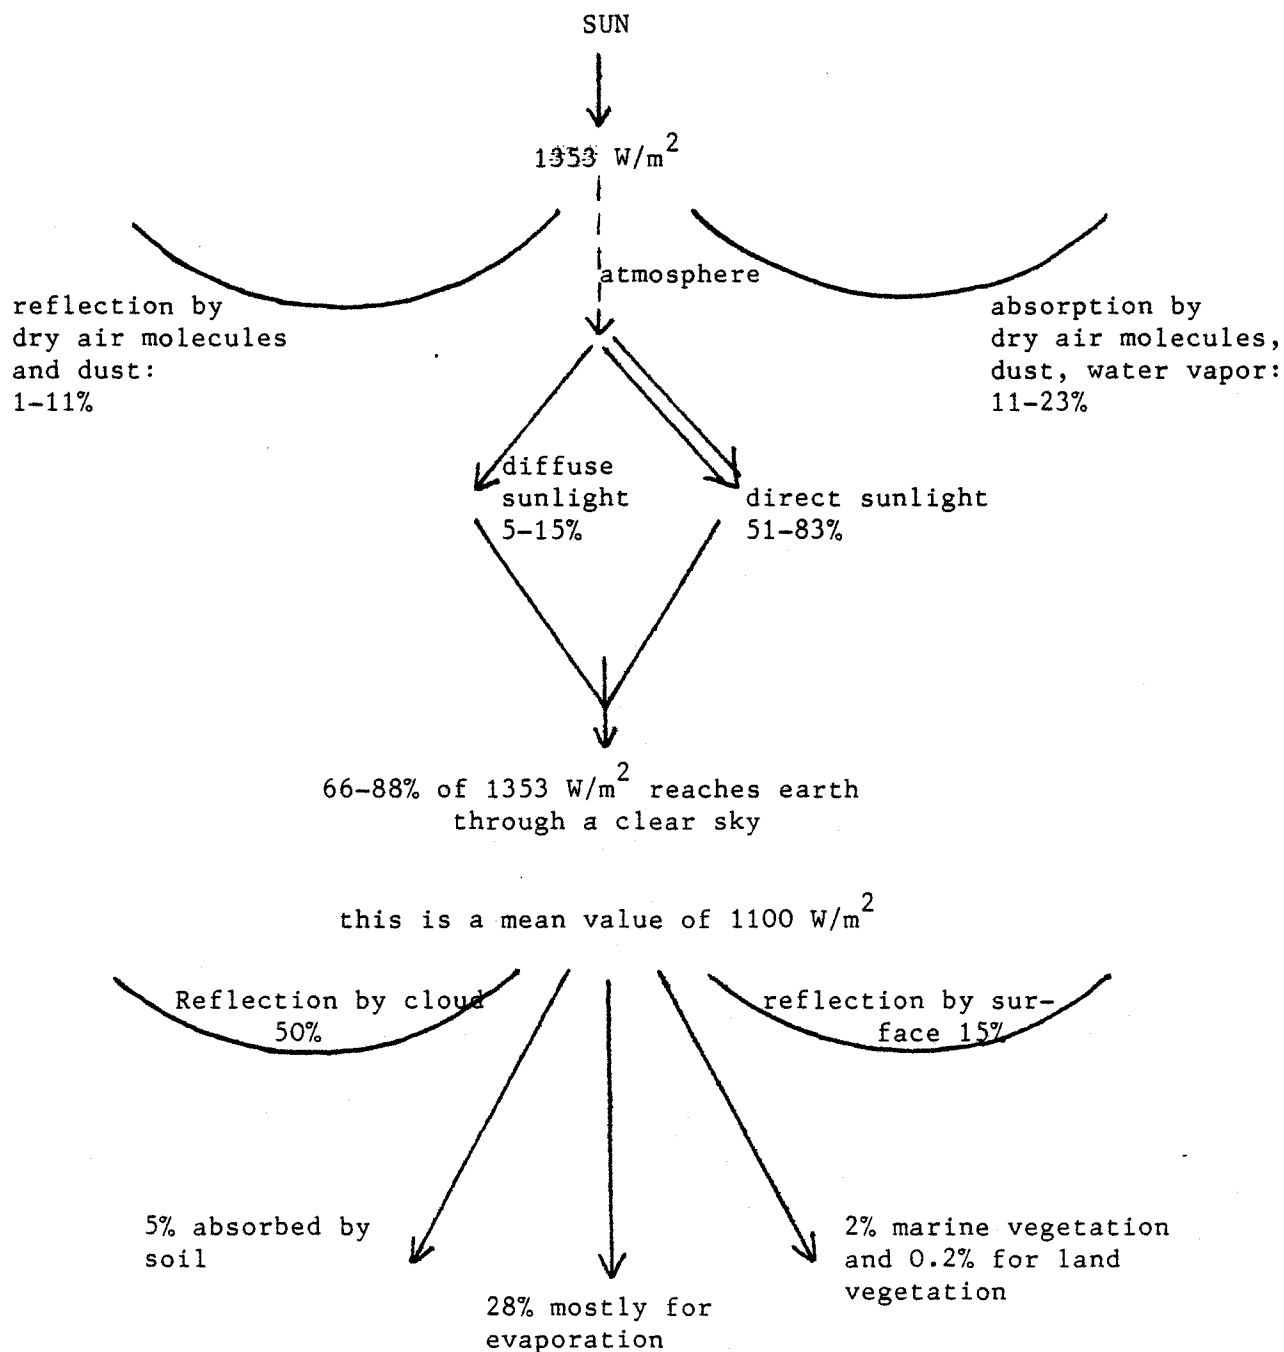 SUN
1353 W/m²
atmosphere
reflection by
dry air molecules
and dust:
1-11%
absorption by
dry air molecules,
dust, water vapor:
11-23%
diffuse
sunlight
5-15%
direct sunlight
51-83%
66-88% of 1353 W/m² reaches earth
through a clear sky
this is a mean value of 1100 W/m²
Reflection by cloud
50%
reflection by sur-
face 15%
5% absorbed by
soil
28% mostly for
evaporation
2% marine vegetation
and 0.2% for land
vegetation